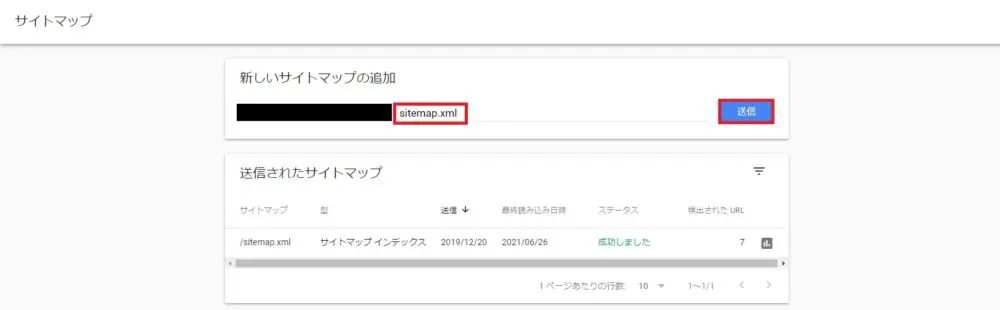 サイトマップ
新しいサイトマップの追加
sitemap.xml 送信
送信されたサイトマップ
サイトマップ 型 送信 ↓ 最終読み込み日時 ステータス 検出された URL
/sitemap.xml サイトマップ インデックス 2019/12/20 2021/06/26 成功しました 7
1 ページあたりの行数: 10 1~1/1